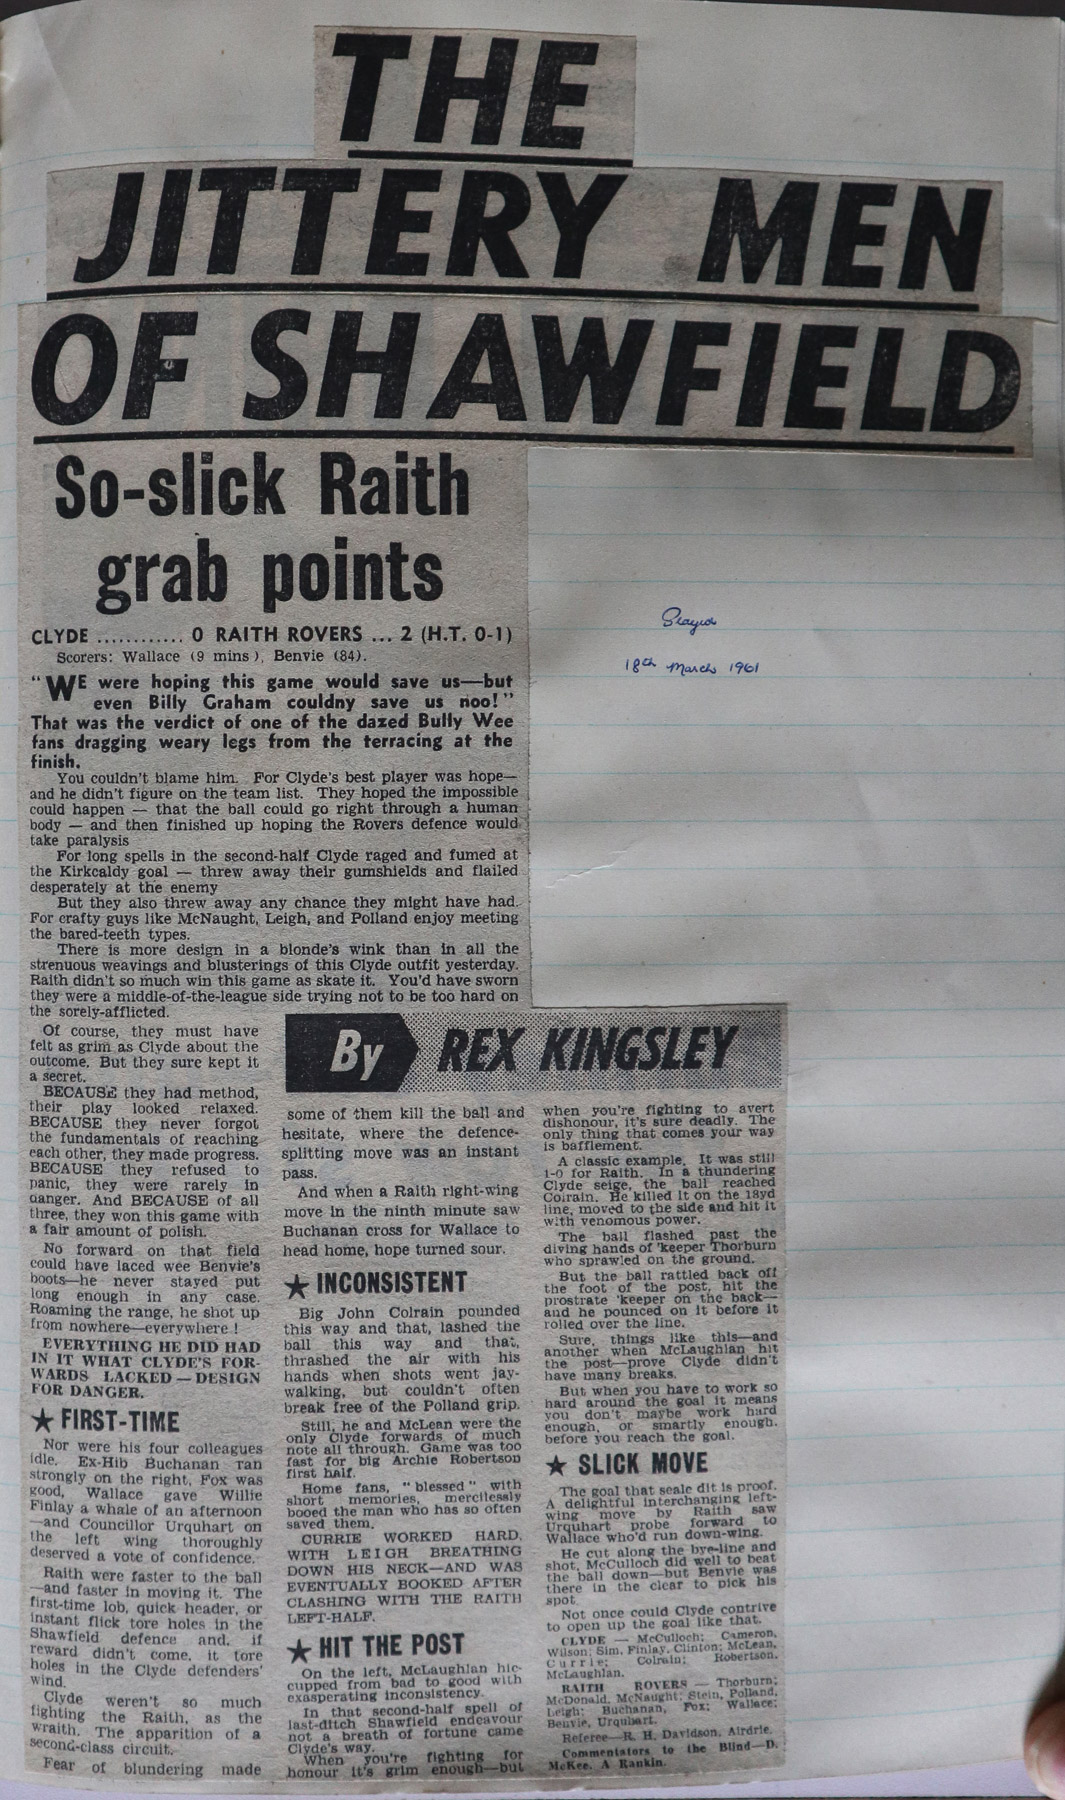 THE
JITTERY MEN
OF SHAWFIELD
So-slick Raith
grab points
CLYDE ............ 0 RAITH ROVERS ... 2 (H.T. 0-1)
Scorers: Wallace (9 mins), Benvie (84).
"WE were hoping this game would save us—but
even Billy Graham couldny save us noo!"
That was the verdict of one of the dazed Bully Wee
fans dragging weary legs from the terracing at the
finish.
You couldn't blame him. For Clyde's best player was hope—
and he didn't figure on the team list. They hoped the impossible
could happen — that the ball could go right through a human
body — and then finished up hoping the Rovers defence would
take paralysis
For long spells in the second-half Clyde raged and fumed at
the Kirkcaldy goal — threw away their gumshields and flailed
desperately at the enemy
But they also threw away any chance they might have had.
For crafty guys like McNaught, Leigh, and Polland enjoy meeting
the bared-teeth types.
There is more design in a blonde's wink than in all the
strenuous weavings and blusterings of this Clyde outfit yesterday.
Raith didn't so much win this game as skate it. You'd have sworn
they were a middle-of-the-league side trying not to be too hard on
the sorely-afflicted.
Of course, they must have
felt as grim as Clyde about the
outcome. But they sure kept it
a secret.
BECAUSE they had method,
their play looked relaxed.
BECAUSE they never forgot
the fundamentals of reaching
each other, they made progress.
BECAUSE they refused to
panic, they were rarely in
danger. And BECAUSE of all
three, they won this game with
a fair amount of polish.
No forward on that field
could have laced wee Benvie's
boots—he never stayed put
long enough in any case.
Roaming the range, he shot up
from nowhere—everywhere!
EVERYTHING HE DID HAD
IN IT WHAT CLYDE'S FOR-
WARDS LACKED — DESIGN
FOR DANGER.
★ FIRST-TIME
Nor were his four colleagues
idle. Ex-Hib Buchanan ran
strongly on the right, Fox was
good, Wallace gave Willie
Finlay a whale of an afternoon
—and Councillor Urquhart on
the left wing thoroughly
deserved a vote of confidence.
Raith were faster to the ball
—and faster in moving it. The
first-time lob, quick header, or
instant flick tore holes in the
Shawfield defence and, if
reward didn't come, it tore
holes in the Clyde defenders'
wind.
Clyde weren't so much
fighting the Raith, as the
wraith. The apparition of a
second-class circuit.
Fear of blundering made
By REX KINGSLEY
some of them kill the ball and
hesitate, where the defence-
splitting move was an instant
pass.
And when a Raith right-wing
move in the ninth minute saw
Buchanan cross for Wallace to
head home, hope turned sour.
★ INCONSISTENT
Big John Colrain pounded
this way and that, lashed the
ball this way and that,
thrashed the air with his
hands when shots went jay-
walking, but couldn't often
break free of the Polland grip.
Still, he and McLean were the
only Clyde forwards of much
note all through. Game was too
fast for big Archie Robertson
first half.
Home fans, "blessed" with
short memories, mercilessly
booed the man who has so often
saved them.
CURRIE WORKED HARD,
WITH LEIGH BREATHING
DOWN HIS NECK—AND WAS
EVENTUALLY BOOKED AFTER
CLASHING WITH THE RAITH
LEFT-HALF.
★ HIT THE POST
On the left, McLaughlan hic-
cupped from bad to good with
exasperating inconsistency.
In that second-half spell of
last-ditch Shawfield endeavour
not a breath of fortune came
Clyde's way.
When you're fighting for
honour it's grim enough—but
when you're fighting to avert
dishonour, it's sure deadly. The
only thing that comes your way
is bafflement.
A classic example. It was still
1-0 for Raith. In a thundering
Clyde seige, the ball reached
Colrain. He killed it on the 18yd
line, moved to the side and hit it
with venomous power.
The ball flashed past the
diving hands of 'keeper Thorburn
who sprawled on the ground.
But the ball rattled back off
the foot of the post, hit the
prostrate 'keeper on the back—
and he pounced on it before it
rolled over the line.
Sure, things like this—and
another when McLaughlan hit
the post—prove Clyde didn't
have many breaks.
But when you have to work so
hard around the goal it means
you don't maybe work hard
enough, or smartly enough,
before you reach the goal.
★ SLICK MOVE
The goal that seale dit is proof.
A delightful interchanging left-
wing move by Raith saw
Urquhart probe forward to
Wallace who'd run down-wing.
He cut along the bye-line and
shot, McCulloch did well to beat
the ball down—but Benvie was
there in the clear to pick his
spot
Not once could Clyde contrive
to open up the goal like that.
CLYDE — McCulloch; Cameron,
Wilson; Sim, Finlay, Clinton; McLean,
Currie; Colrain; Robertson,
McLaughlan.
RAITH ROVERS — Thorburn;
McDonald, McNaught; Stein, Polland,
Leigh; Buchanan, Fox; Wallace;
Benvie, Urquhart.
Referee—R. H. Davidson, Airdrie.
Commentators to the Blind—D.
McKee, A Rankin.
Played
18th March 1961